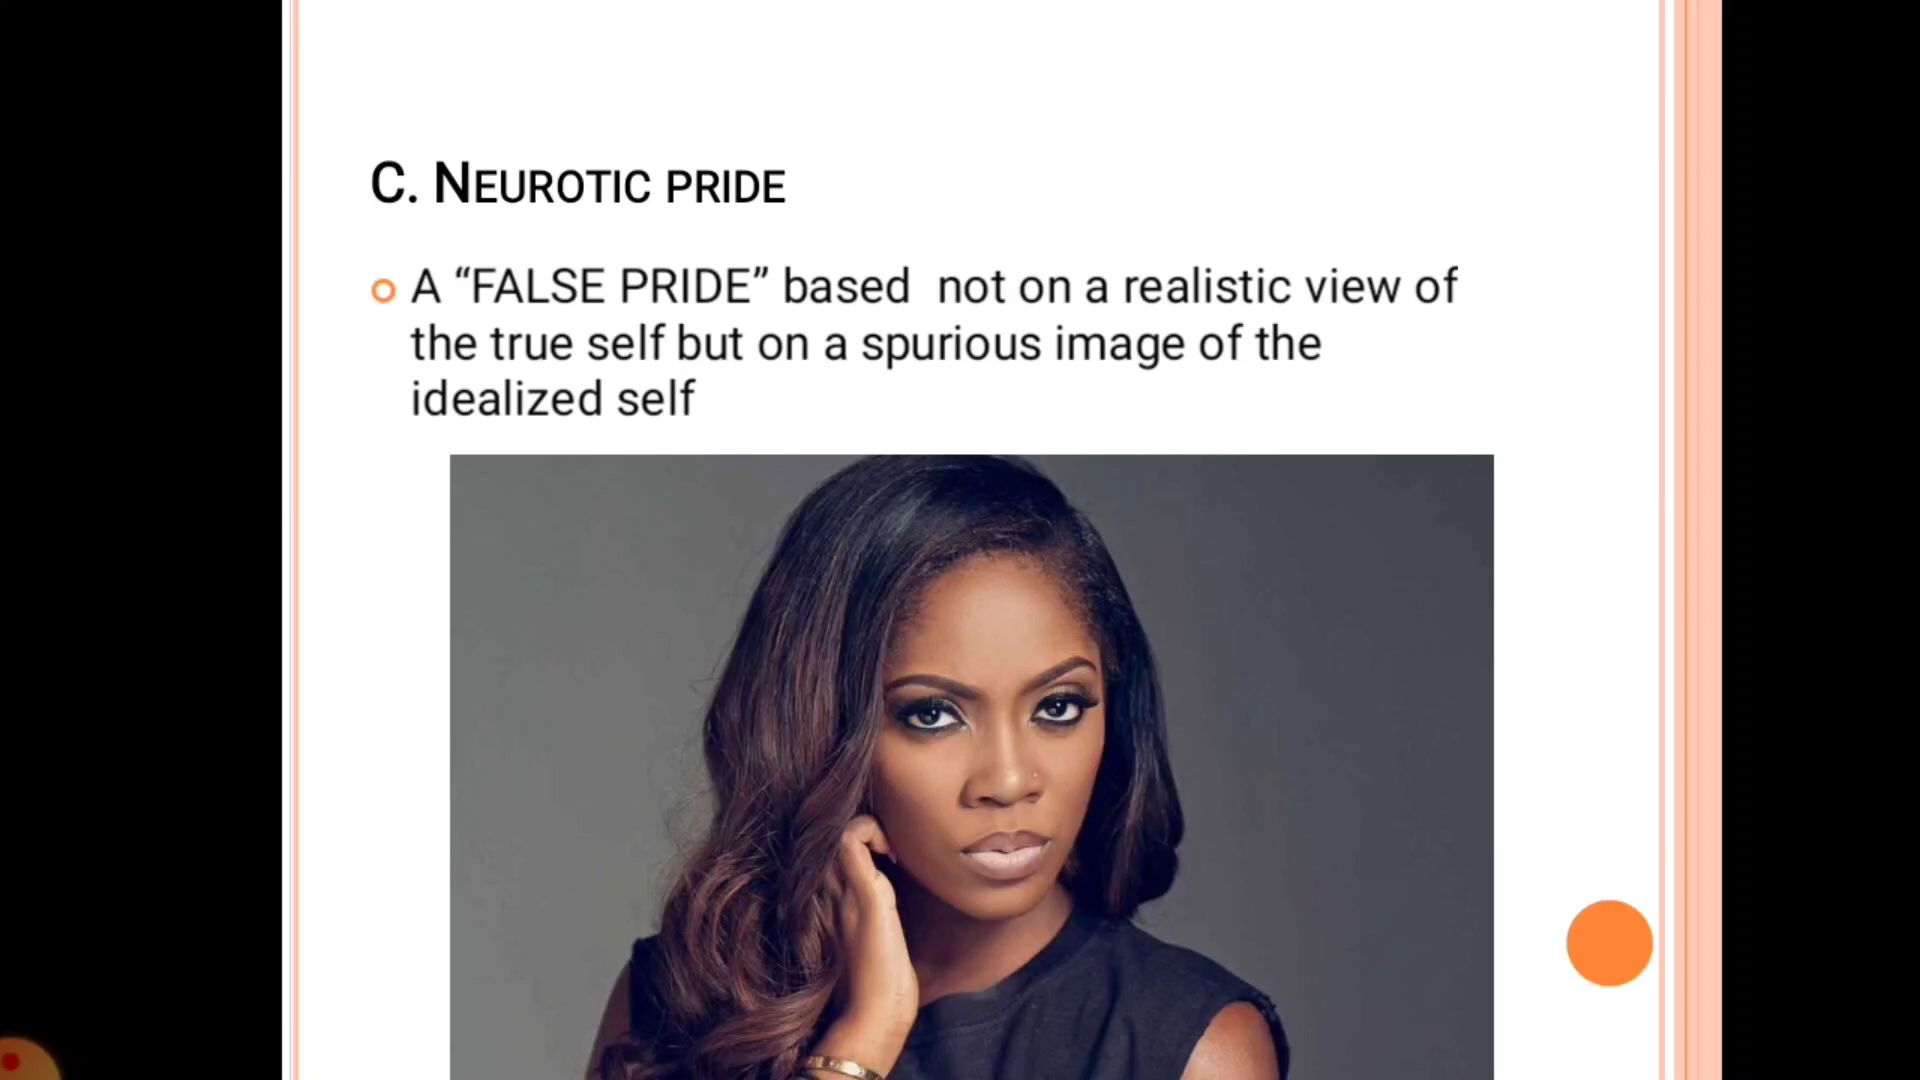 C. NEUROTIC PRIDE
A “FALSE PRIDE” based not on a realistic view of
the true self but on a spurious image of the
idealized self